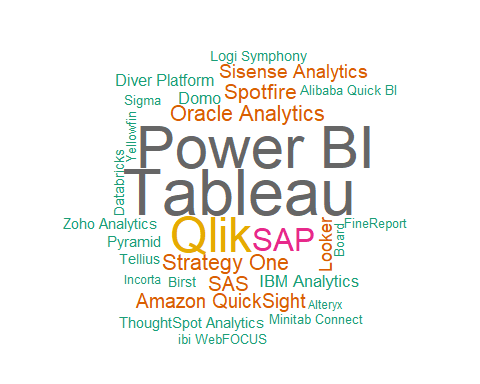 Logi Symphony
Sisense Analytics
Diver Platform
Spotfire
Alibaba Quick BI
Sigma
Domo
Oracle Analytics
Yellowfin
Power BI
Databricks
Tableau
Zoho Analytics
Qlik
SAP
Looker
Board
FineReport
Pyramid
Tellius
Strategy One
Incorta
Birst
SAS
IBM Analytics
Amazon QuickSight
Alteryx
ThoughtSpot Analytics
Minitab Connect
ibi WebFOCUS